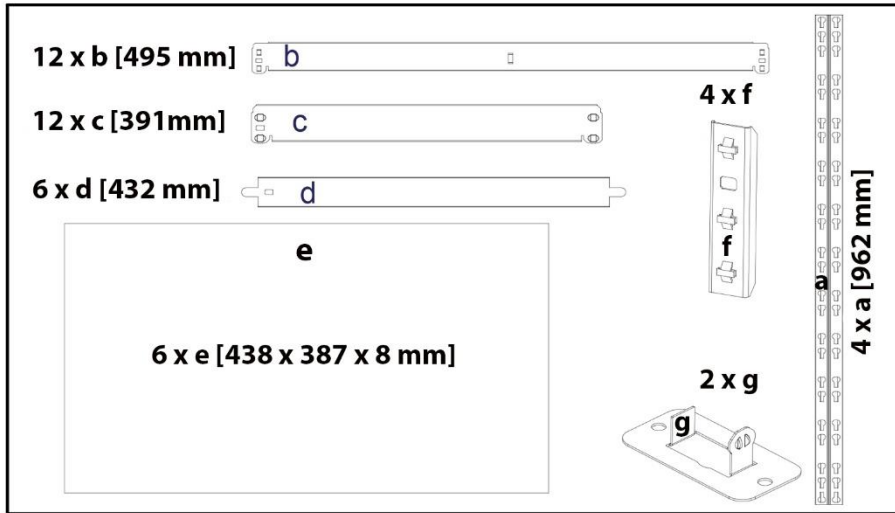 12 x b [495 mm]
b
12 x c [391mm]
c
6 x d [432 mm]
d
e
6 x e [438 x 387 x 8 mm]
4 x f
f
2 x g
g
a
4 x a [962 mm]